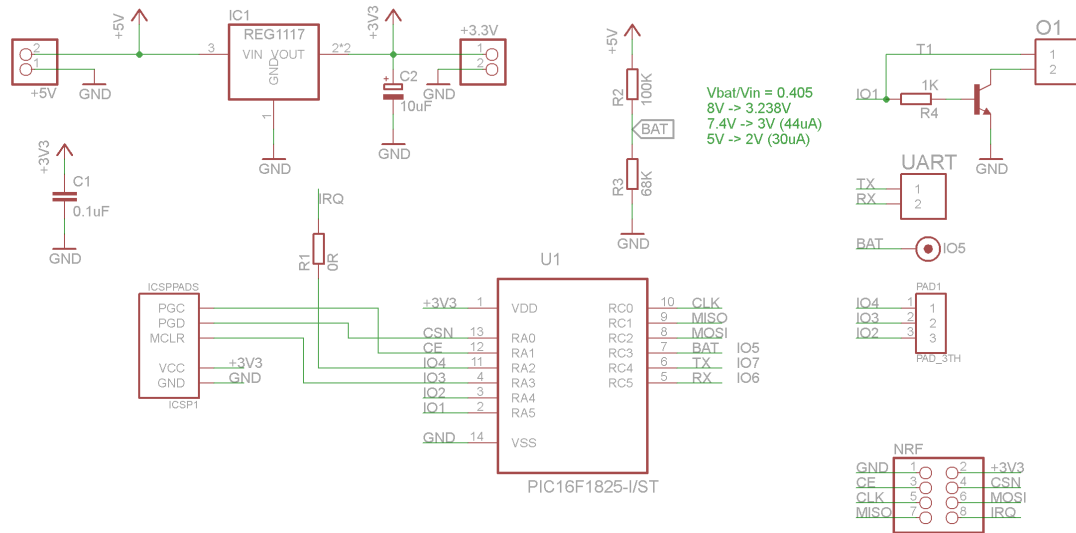 +5V
2
1
+5V
GND
IC1
REG1117
VIN VOUT
GND
3
2*2
1
GND
+3V3
+
C2
10uF
GND
+3.3V
1
2
GND
+5V
R2
100K
BAT
R3
68K
GND
Vbat/Vin = 0.405
8V -> 3.238V
7.4V -> 3V (44uA)
5V -> 2V (30uA)
O1
1
2
T1
IO1
1K
R4
GND
UART
TX
RX
1
2
BAT
IO5
PAD1
IO4 1 1
IO3 2 2
IO2 3 3
PAD_3TH
+3V3
C1
0.1uF
GND
IRQ
R1
0R
ICSPPADS
PGC
PGD
MCLR
VCC
GND
+3V3
GND
ICSP1
U1
+3V3 1 VDD
CSN 13 RA0
CE 12 RA1
IO4 11 RA2
IO3 4 RA3
IO2 3 RA4
IO1 2 RA5
GND 14 VSS
RC0 10 CLK
RC1 9 MISO
RC2 8 MOSI
RC3 7 BAT IO5
RC4 6 TX IO7
RC5 5 RX IO6
PIC16F1825-I/ST
NRF
GND 1 2 +3V3
CE 3 4 CSN
CLK 5 6 MOSI
MISO 7 8 IRQ